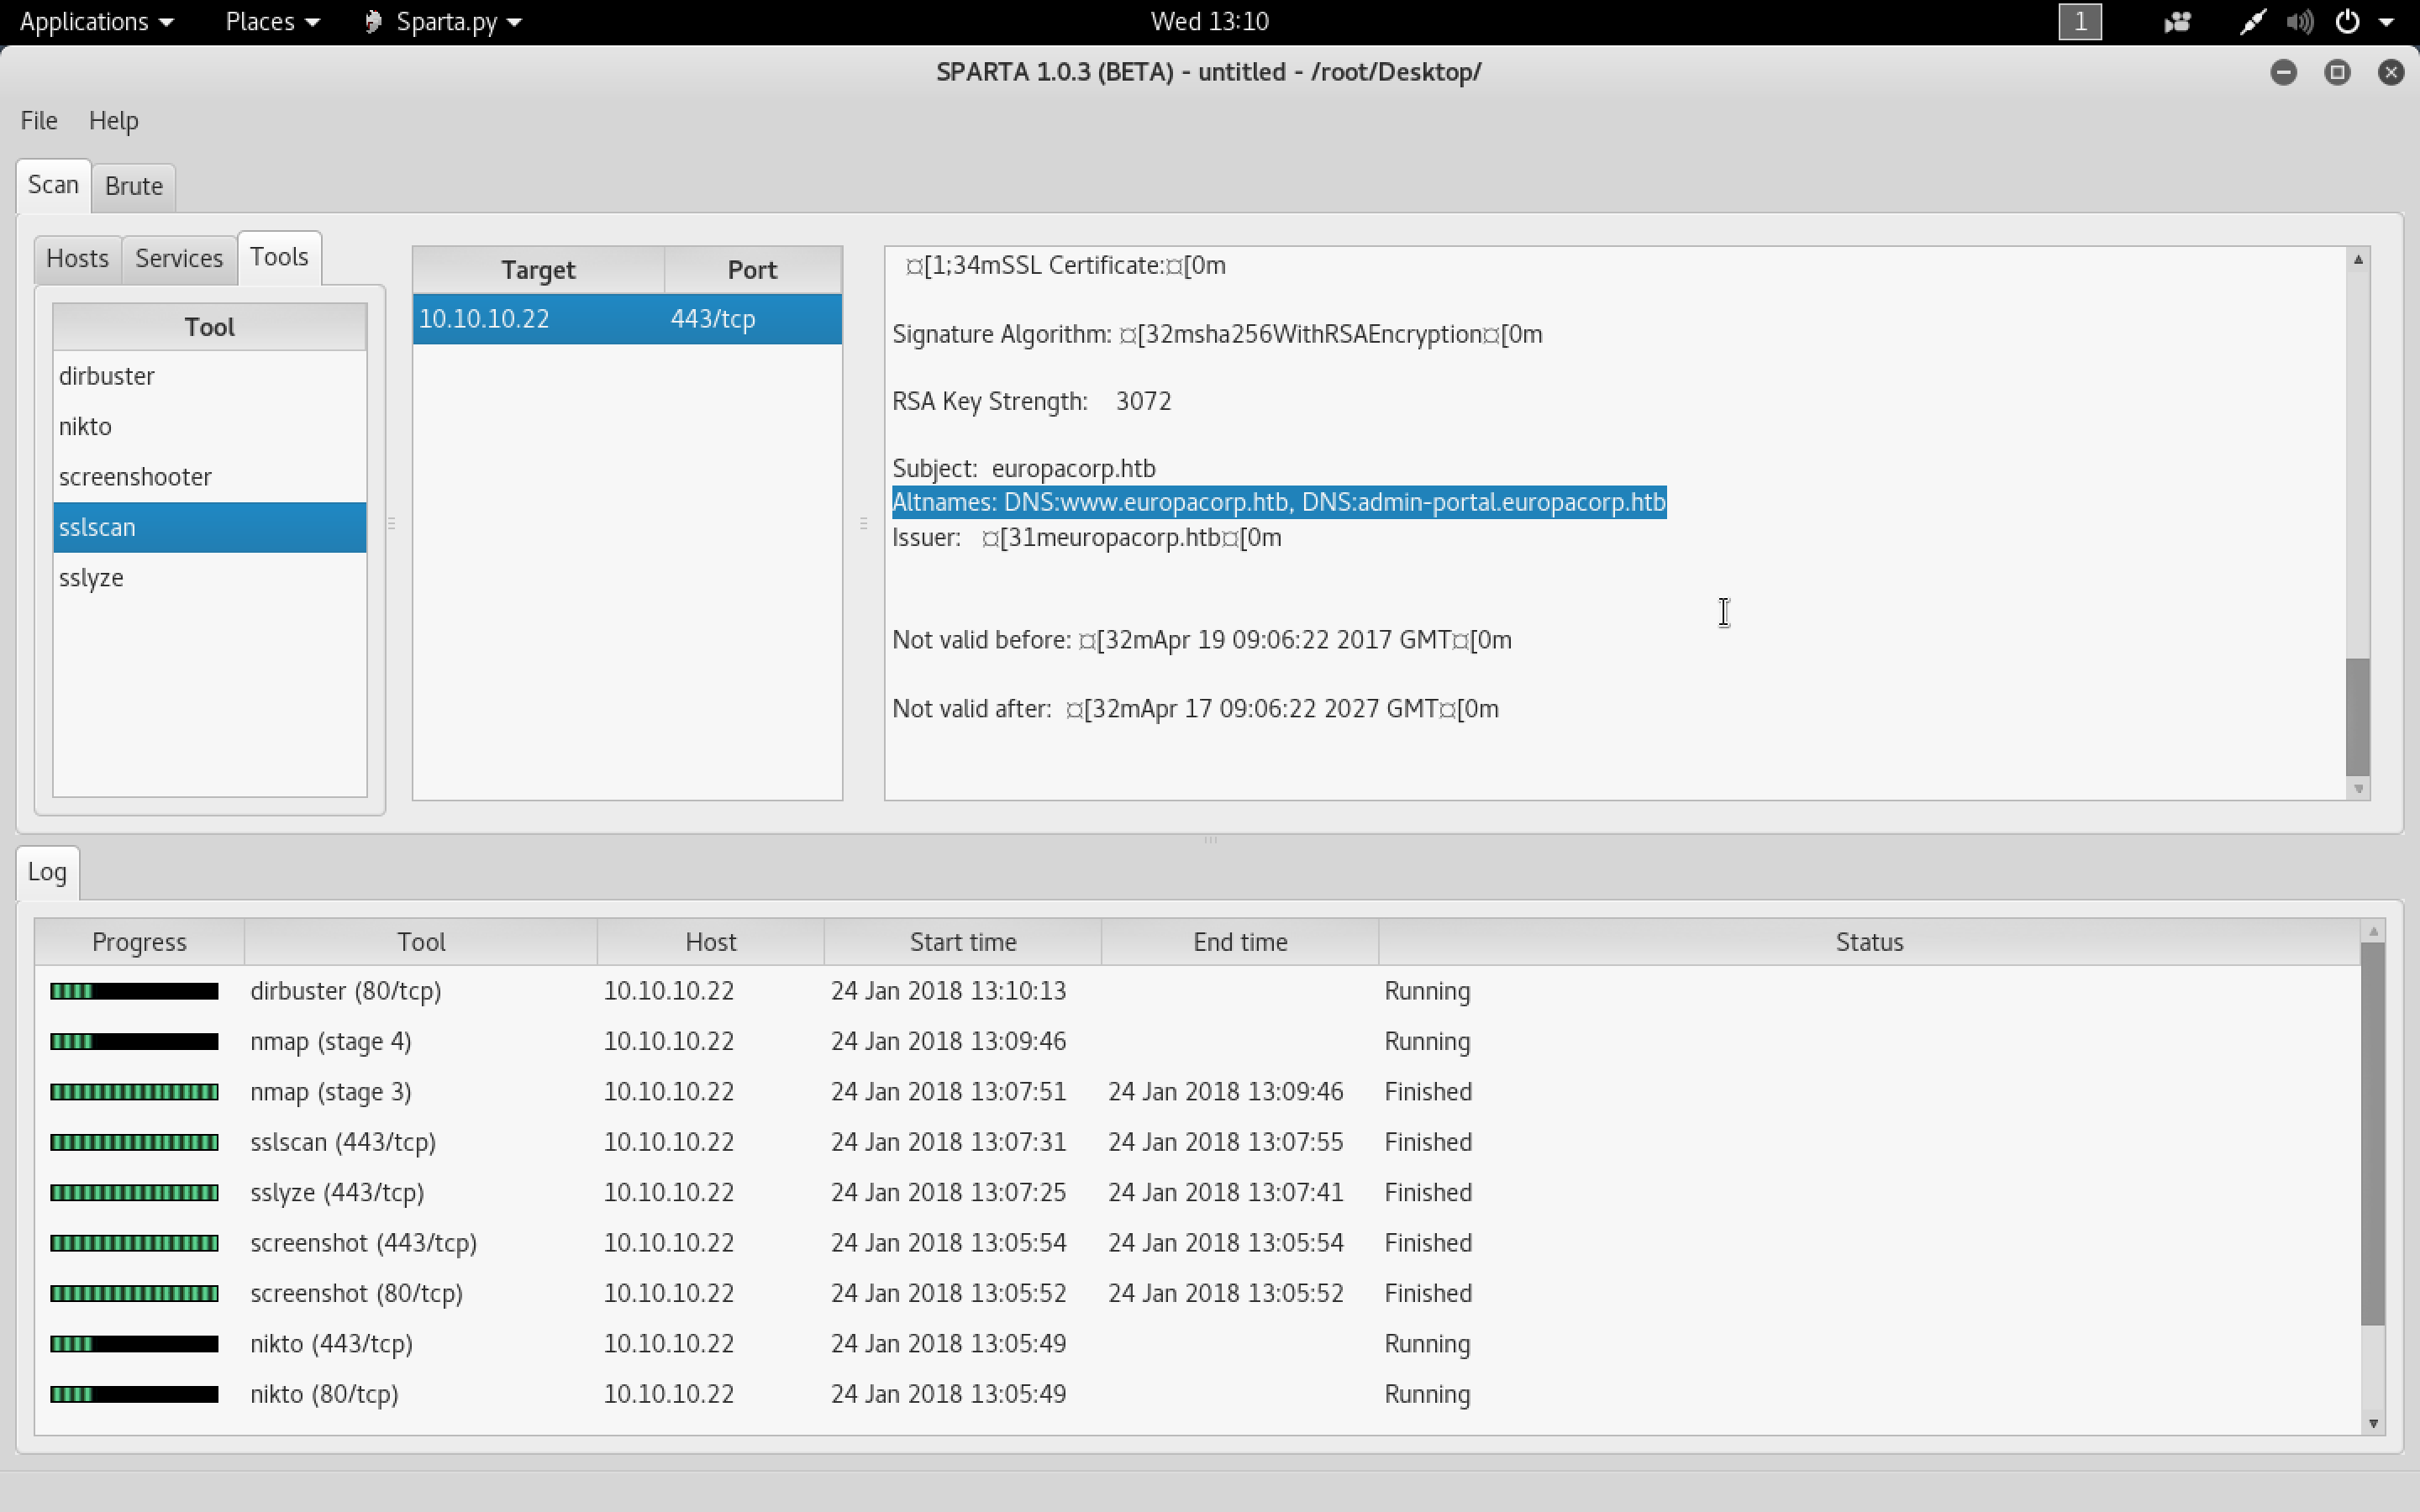 Applications Places Sparta.py Wed 13:10 1
SPARTA 1.0.3 (BETA) - untitled - /root/Desktop/
File Help
Scan Brute
Hosts Services Tools
Tool
dirbuster
nikto
screenshooter
sslscan
sslyze
Target Port
10.10.10.22 443/tcp
¤[1;34mSSL Certificate:¤[0m
Signature Algorithm: ¤[32msha256WithRSAEncryption¤[0m
RSA Key Strength: 3072
Subject: europacorp.htb
Altnames: DNS:www.europacorp.htb, DNS:admin-portal.europacorp.htb
Issuer: ¤[31meuropacorp.htb¤[0m
Not valid before: ¤[32mApr 19 09:06:22 2017 GMT¤[0m
Not valid after: ¤[32mApr 17 09:06:22 2027 GMT¤[0m
Log
Progress Tool Host Start time End time Status
dirbuster (80/tcp) 10.10.10.22 24 Jan 2018 13:10:13 Running
nmap (stage 4) 10.10.10.22 24 Jan 2018 13:09:46 Running
nmap (stage 3) 10.10.10.22 24 Jan 2018 13:07:51 24 Jan 2018 13:09:46 Finished
sslscan (443/tcp) 10.10.10.22 24 Jan 2018 13:07:31 24 Jan 2018 13:07:55 Finished
sslyze (443/tcp) 10.10.10.22 24 Jan 2018 13:07:25 24 Jan 2018 13:07:41 Finished
screenshot (443/tcp) 10.10.10.22 24 Jan 2018 13:05:54 24 Jan 2018 13:05:54 Finished
screenshot (80/tcp) 10.10.10.22 24 Jan 2018 13:05:52 24 Jan 2018 13:05:52 Finished
nikto (443/tcp) 10.10.10.22 24 Jan 2018 13:05:49 Running
nikto (80/tcp) 10.10.10.22 24 Jan 2018 13:05:49 Running